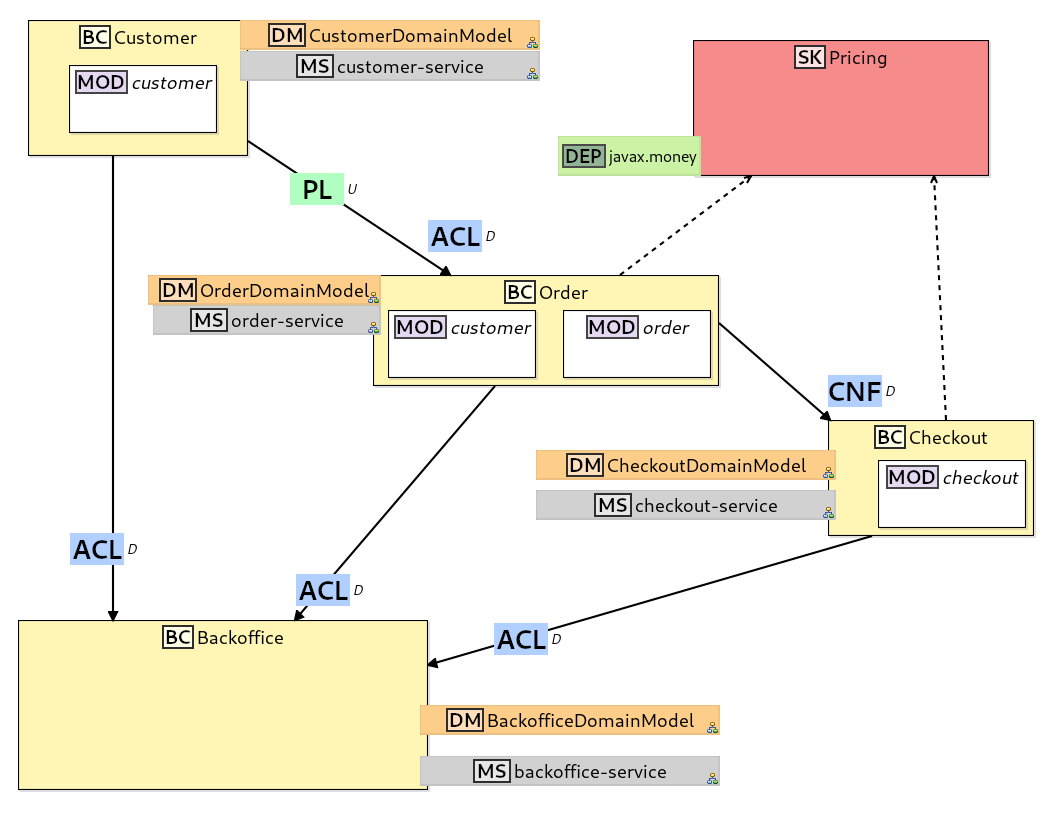 BC Customer
DM CustomerDomainModel
MS customer-service
MOD customer
SK Pricing
DEP javax.money
PL U
ACL D
DM OrderDomainModel
MS order-service
BC Order
MOD customer
MOD order
CNF D
BC Checkout
DM CheckoutDomainModel
MS checkout-service
MOD checkout
ACL D
ACL D
ACL D
BC Backoffice
DM BackofficeDomainModel
MS backoffice-service